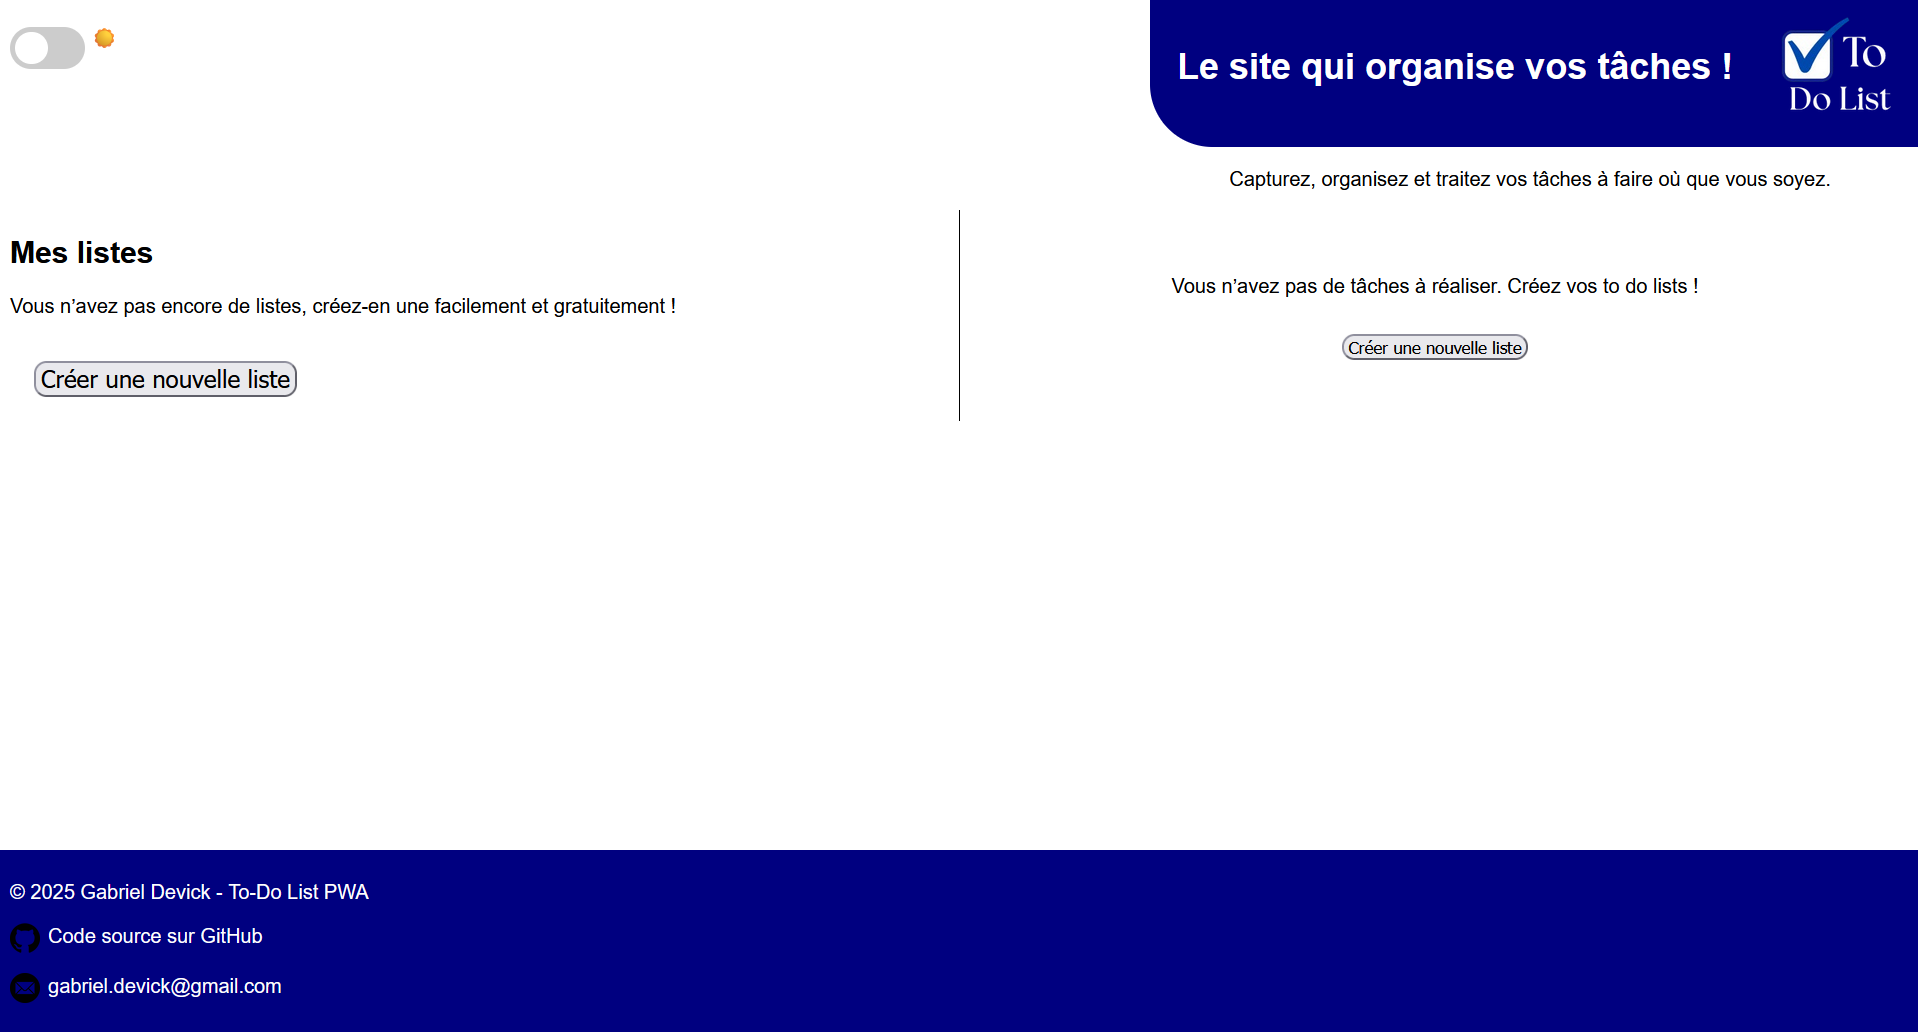 Le site qui organise vos tâches !
To
Do List
Capturez, organisez et traitez vos tâches à faire où que vous soyez.
Mes listes
Vous n’avez pas encore de listes, créez-en une facilement et gratuitement !
Créer une nouvelle liste
Vous n’avez pas de tâches à réaliser. Créez vos to do lists !
Créer une nouvelle liste
© 2025 Gabriel Devick - To-Do List PWA
Code source sur GitHub
gabriel.devick@gmail.com